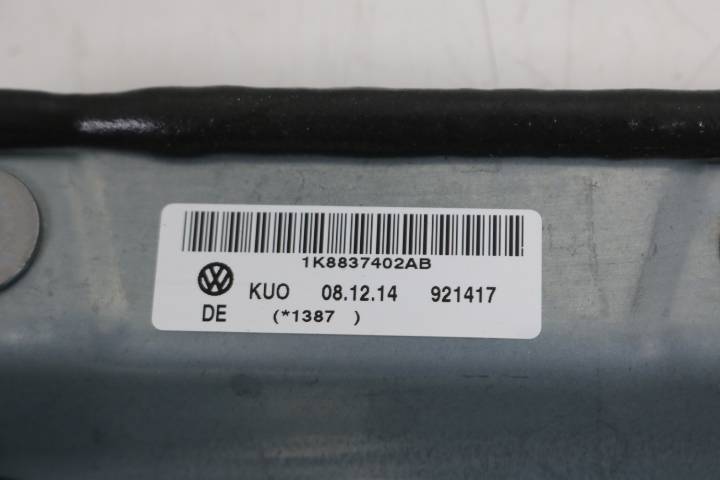 1K8837402AB
KUO 08.12.14 921417
DE (*1387 )